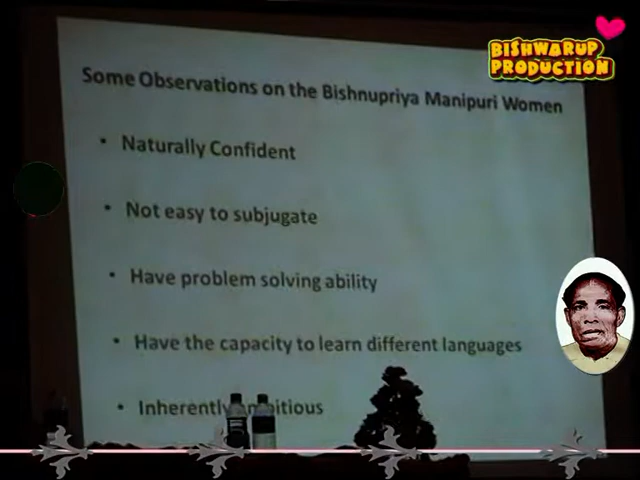 BISHWARUP
PRODUCTION
Some Observations on the Bishnupriya Manipuri Women
• Naturally Confident
• Not easy to subjugate
• Have problem solving ability
• Have the capacity to learn different languages
• Inherently ambitious